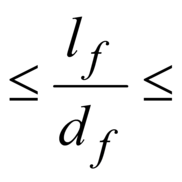 ≤ l_f / d_f ≤